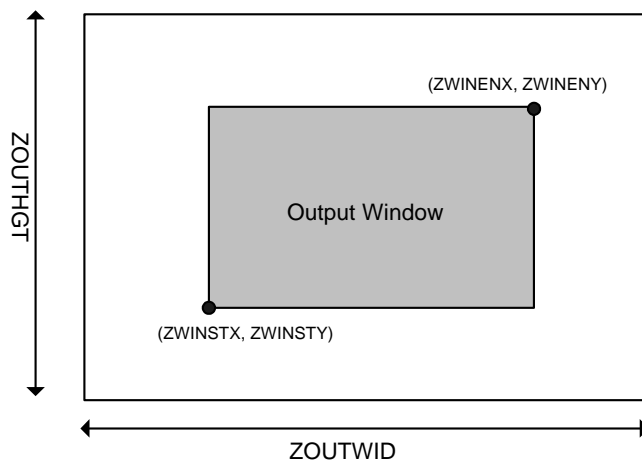 (ZWINENX, ZWINENY)
ZOUTHGT
Output Window
(ZWINSTX, ZWINSTY)
ZOUTWID